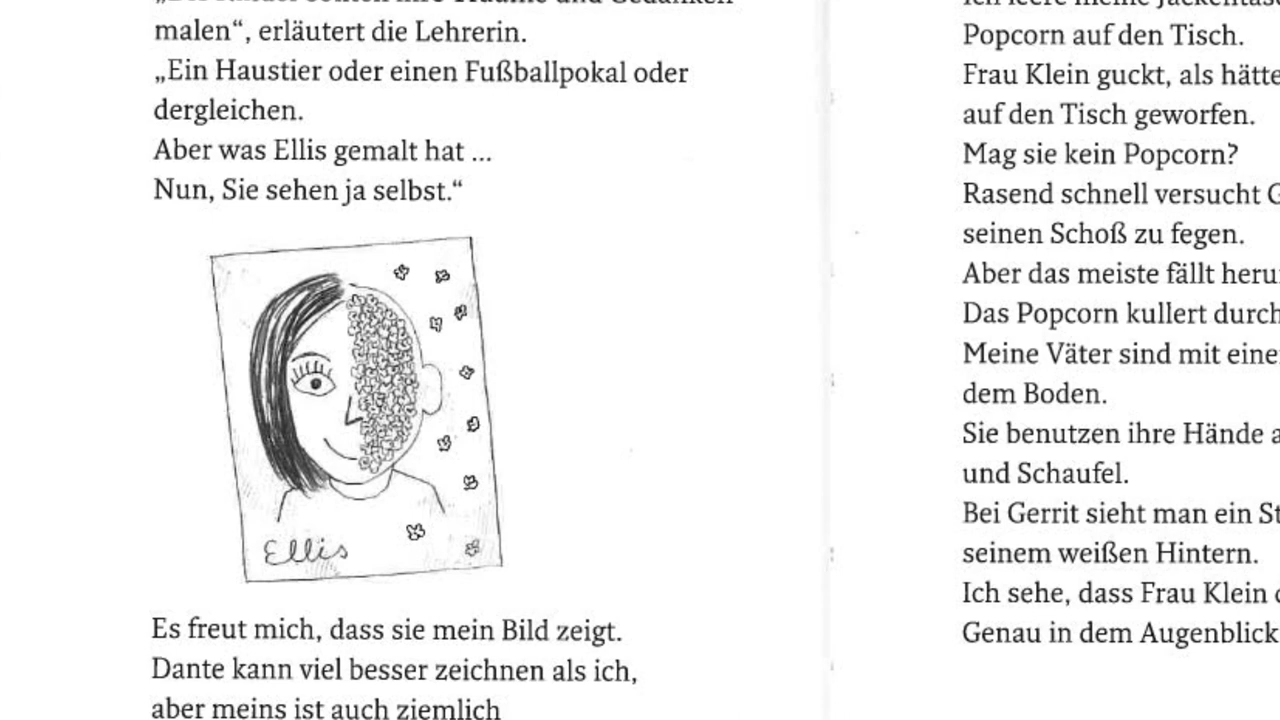 malen“, erläutert die Lehrerin.
„Ein Haustier oder einen Fußballpokal oder
dergleichen.
Aber was Ellis gemalt hat ...
Nun, Sie sehen ja selbst.“
Ellis
Es freut mich, dass sie mein Bild zeigt.
Dante kann viel besser zeichnen als ich,
aber meins ist auch ziemlich
Popcorn auf den Tisch.
Frau Klein guckt, als hätte
auf den Tisch geworfen.
Mag sie kein Popcorn?
Rasend schnell versucht G
seinen Schoß zu fegen.
Aber das meiste fällt heru
Das Popcorn kullert durch
Meine Väter sind mit eine
dem Boden.
Sie benutzen ihre Hände a
und Schaufel.
Bei Gerrit sieht man ein St
seinem weißen Hintern.
Ich sehe, dass Frau Klein
Genau in dem Augenblick